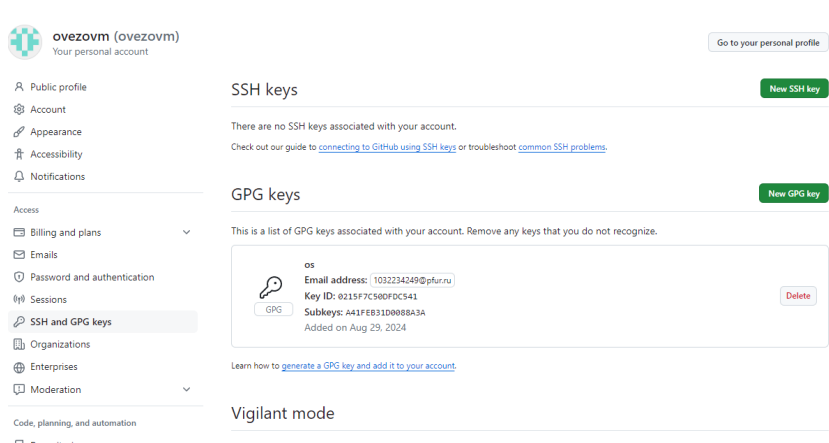 ovezovm (ovezovm)
Your personal account
Go to your personal profile
Public profile
Account
Appearance
Accessibility
Notifications
Access
Billing and plans
Emails
Password and authentication
Sessions
SSH and GPG keys
Organizations
Enterprises
Moderation
Code, planning, and automation
SSH keys
New SSH key
There are no SSH keys associated with your account.
Check out our guide to connecting to GitHub using SSH keys or troubleshoot common SSH problems.
GPG keys
New GPG key
This is a list of GPG keys associated with your account. Remove any keys that you do not recognize.
os
Email address: 1032234249@pfur.ru
Key ID: 0215F7C50DFDC541
Subkeys: A41FEB31D0088A3A
Added on Aug 29, 2024
GPG
Delete
Learn how to generate a GPG key and add it to your account.
Vigilant mode